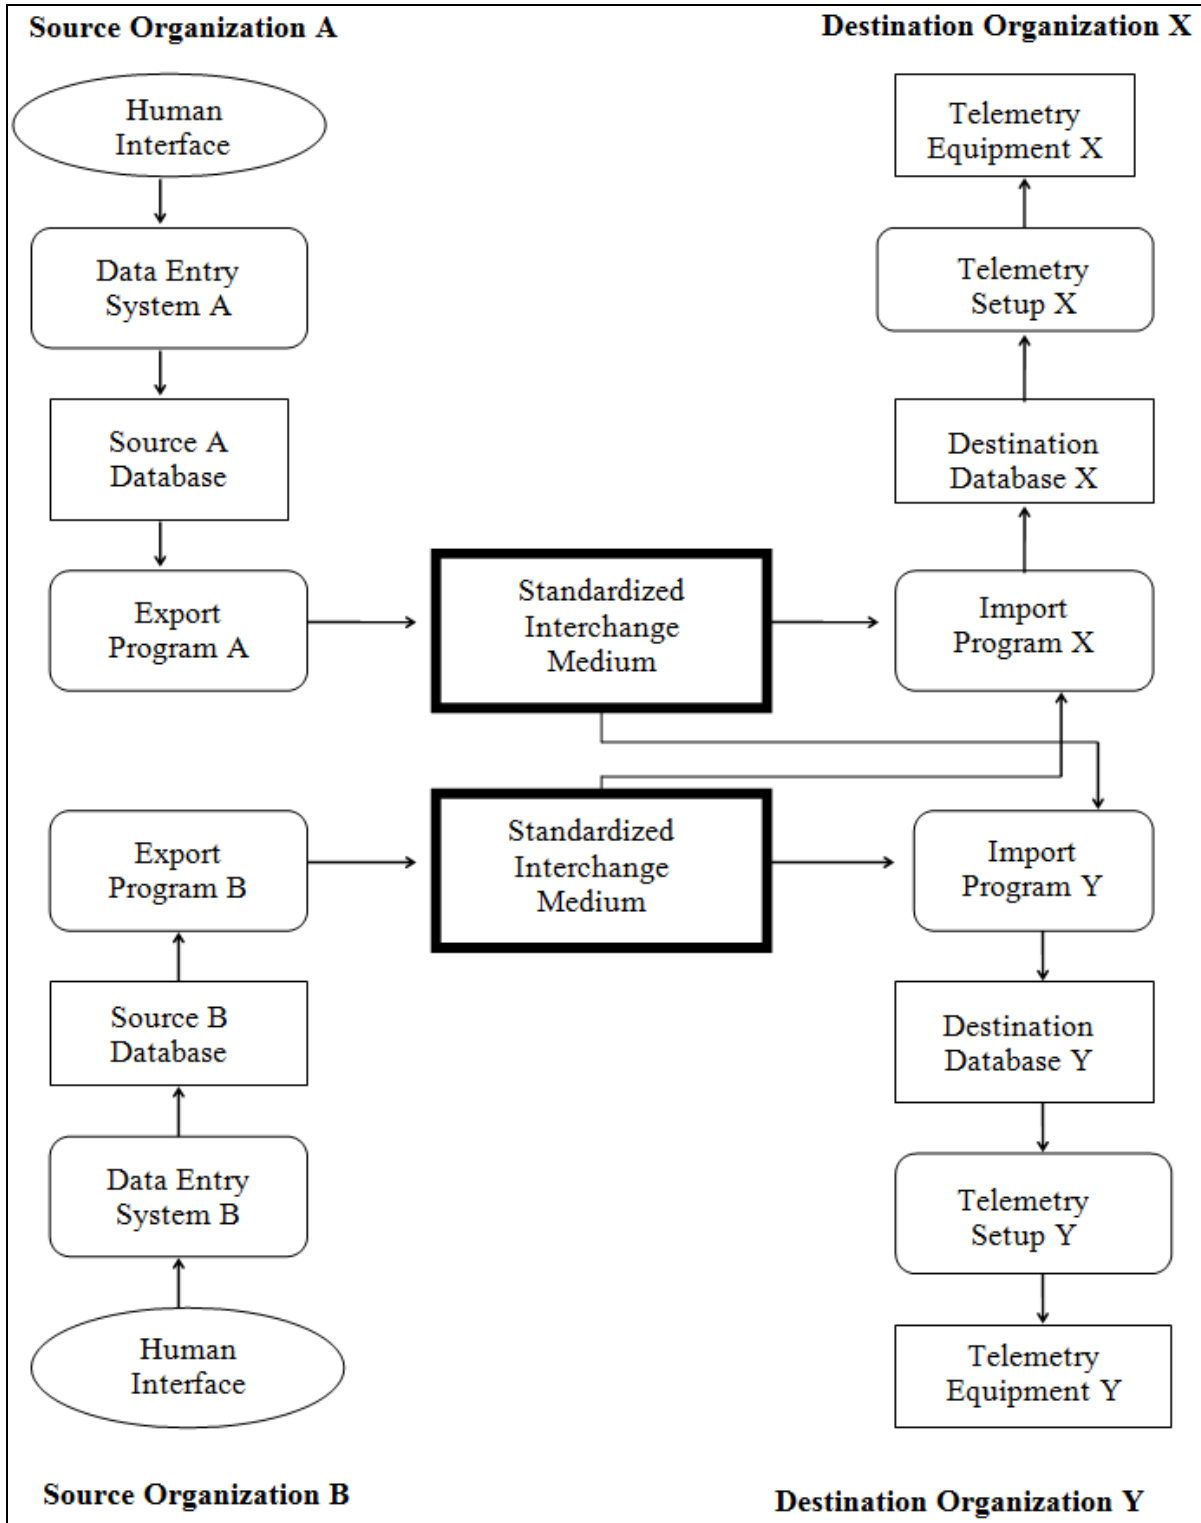 Source Organization A
Destination Organization X
Human
Interface
Telemetry
Equipment X
Data Entry
System A
Telemetry
Setup X
Source A
Database
Destination
Database X
Export
Program A
Standardized
Interchange
Medium
Import
Program X
Export
Program B
Standardized
Interchange
Medium
Import
Program Y
Source B
Database
Destination
Database Y
Data Entry
System B
Telemetry
Setup Y
Human
Interface
Telemetry
Equipment Y
Source Organization B
Destination Organization Y